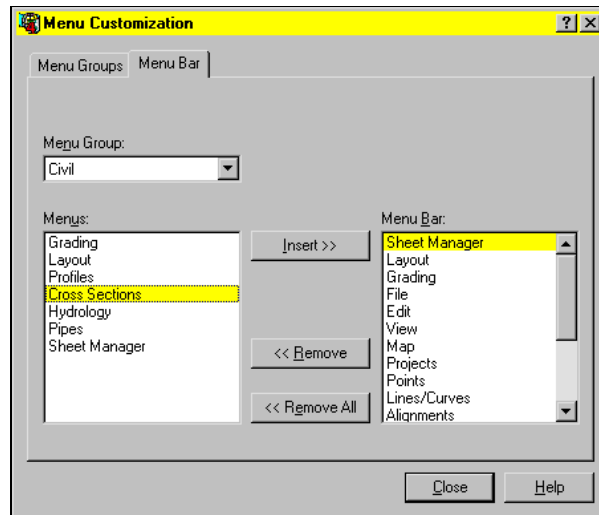 Menu Customization
Menu Groups
Menu Bar
Menu Group:
Civil
Menus:
Grading
Layout
Profiles
Cross Sections
Hydrology
Pipes
Sheet Manager
Insert >>
<< Remove
<< Remove All
Menu Bar:
Sheet Manager
Layout
Grading
File
Edit
View
Map
Projects
Points
Lines/Curves
Alignments
Close
Help